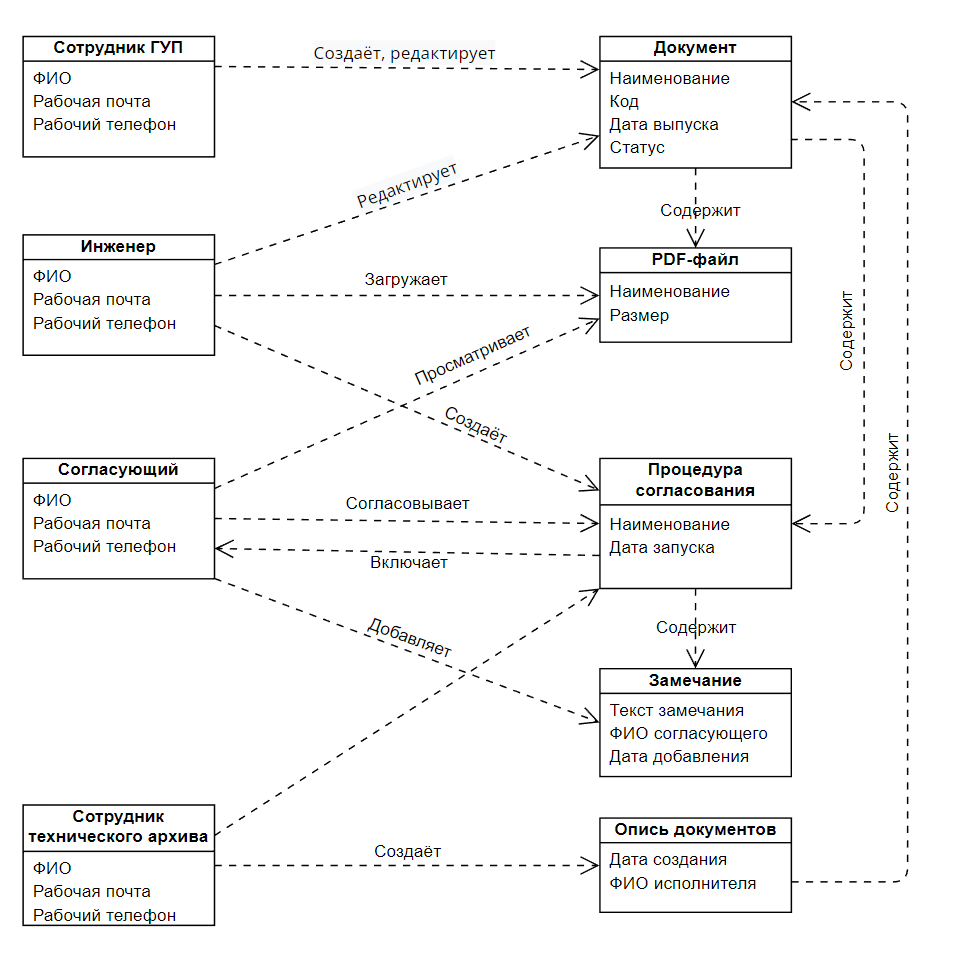 Сотрудник ГУП
ФИО
Рабочая почта
Рабочий телефон
Создаёт, редактирует
Документ
Наименование
Код
Дата выпуска
Статус
Редактирует
Содержит
Инженер
ФИО
Рабочая почта
Рабочий телефон
Загружает
PDF-файл
Наименование
Размер
Содержит
Просматривает
Создаёт
Согласующий
ФИО
Рабочая почта
Рабочий телефон
Согласовывает
Включает
Процедура
согласования
Наименование
Дата запуска
Содержит
Содержит
Добавляет
Замечание
Текст замечания
ФИО согласующего
Дата добавления
Сотрудник
технического архива
ФИО
Рабочая почта
Рабочий телефон
Создаёт
Опись документов
Дата создания
ФИО исполнителя